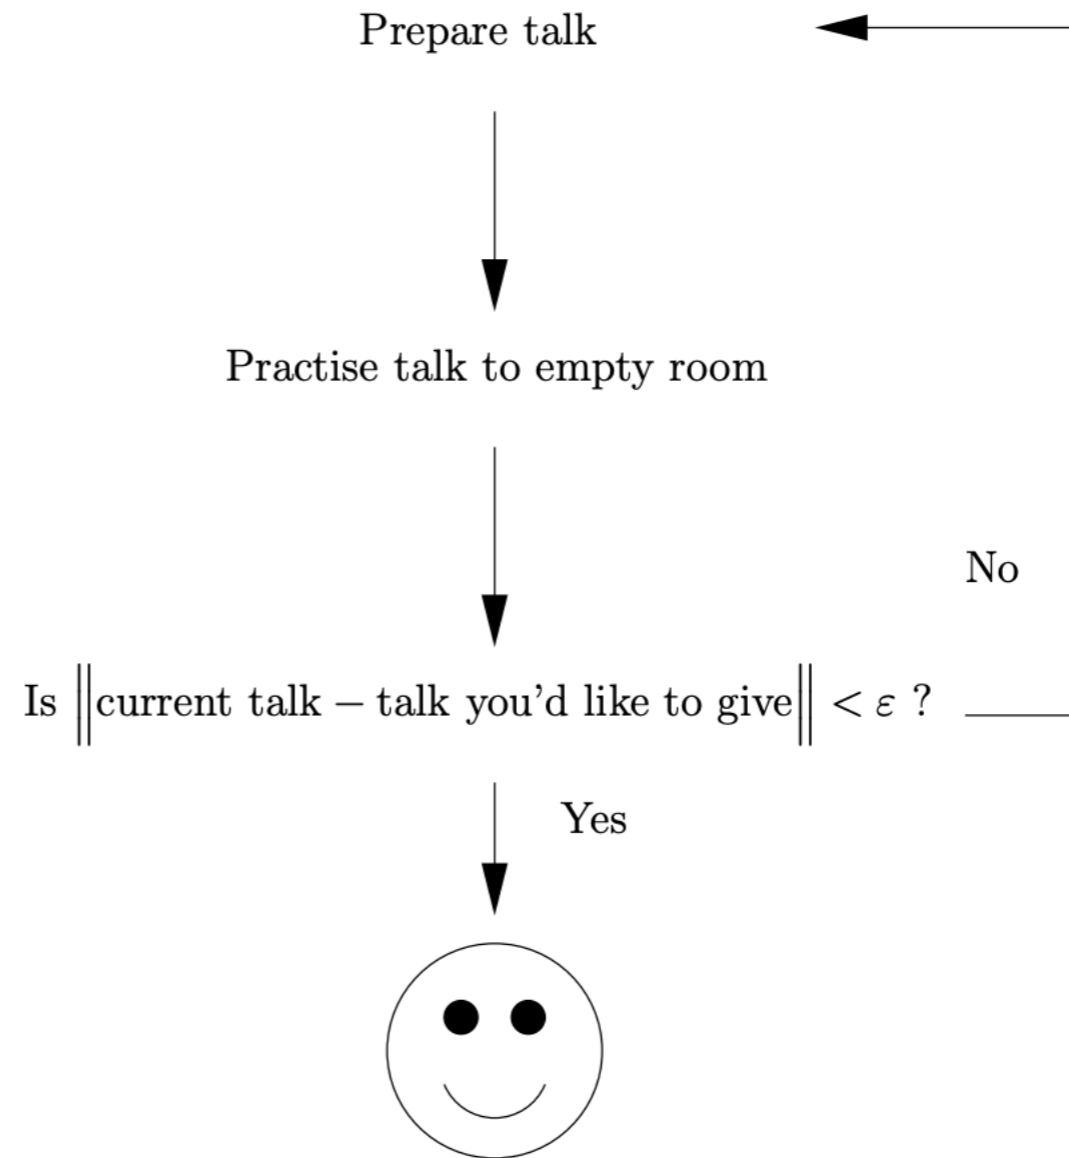 Prepare talk
Practise talk to empty room
No
Is ‖current talk – talk you'd like to give‖ < ε ?
Yes